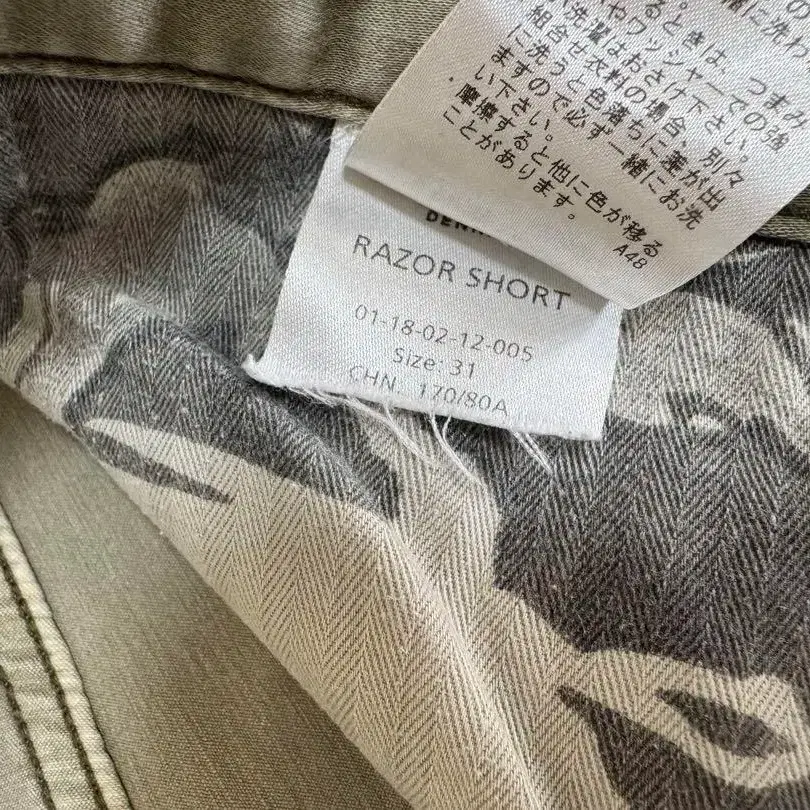 るときは、つまみ
やワッシャーでの強
い洗濯はおさけ下さい。
組合せ衣料の場合、別々
に洗うと色落ちに差が出
ますので必ず一緒にお洗
い下さい。
・摩擦すると他に色が移る
ことがあります。
A48
RAZOR SHORT
01-18-02-12-005
Size: 31
CHN 170/80A